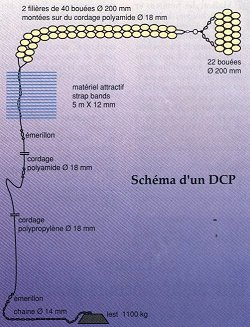 2 filières de 40 bouées Ø 200 mm
montées sur du cordage polyamide Ø 18 mm
22 bouées
Ø 200 mm
matériel attractif
strap bands
5 m X 12 mm
émerillon
cordage
polyamide Ø 18 mm
Schéma d'un DCP
cordage
polypropylène Ø 18 mm
émerillon
chaine Ø 14 mm
lest 1100 kg